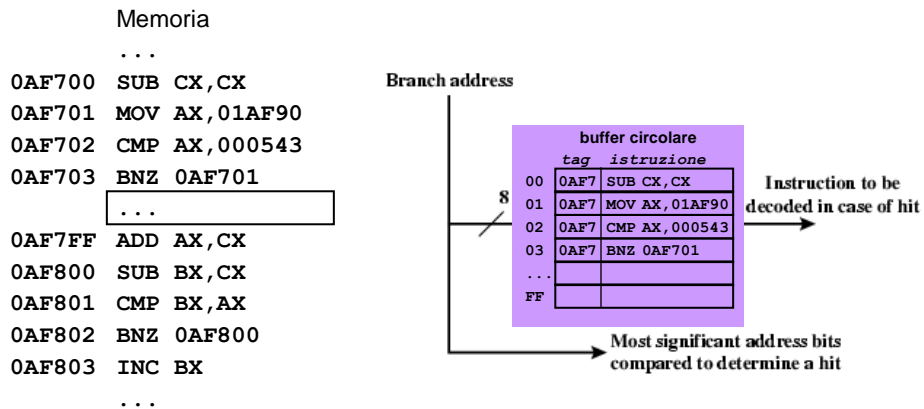 Memoria
...
0AF700 SUB CX,CX
0AF701 MOV AX,01AF90
0AF702 CMP AX,000543
0AF703 BNZ 0AF701
...
0AF7FF ADD AX,CX
0AF800 SUB BX,CX
0AF801 CMP BX,AX
0AF802 BNZ 0AF800
0AF803 INC BX
...
Branch address
8
buffer circolare
tag istruzione
00 0AF7 SUB CX,CX
01 0AF7 MOV AX,01AF90
02 0AF7 CMP AX,000543
03 0AF7 BNZ 0AF701
...
FF
Instruction to be
decoded in case of hit
Most significant address bits
compared to determine a hit